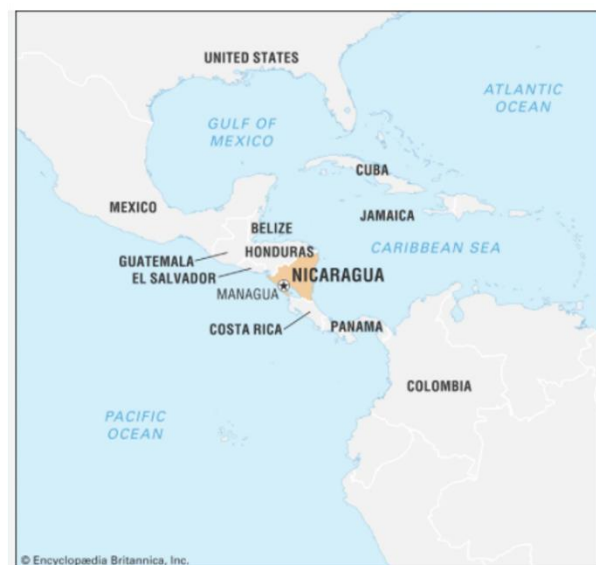 UNITED STATES
ATLANTIC
OCEAN
GULF OF
MEXICO
CUBA
MEXICO
JAMAICA
BELIZE
CARIBBEAN SEA
GUATEMALA
HONDURAS
EL SALVADOR
NICARAGUA
MANAGUA
COSTA RICA
PANAMA
COLOMBIA
PACIFIC
OCEAN
© Encyclopædia Britannica, Inc.